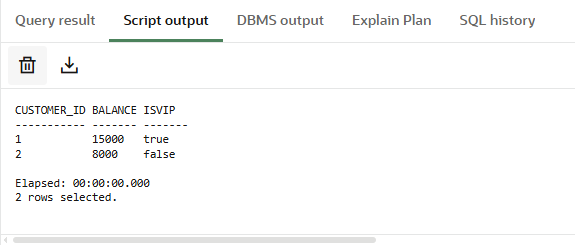 Query result Script output DBMS output Explain Plan SQL history
CUSTOMER_ID BALANCE ISVIP
----------- ------- -------
1           15000   true
2           8000    false
Elapsed: 00:00:00.000
2 rows selected.